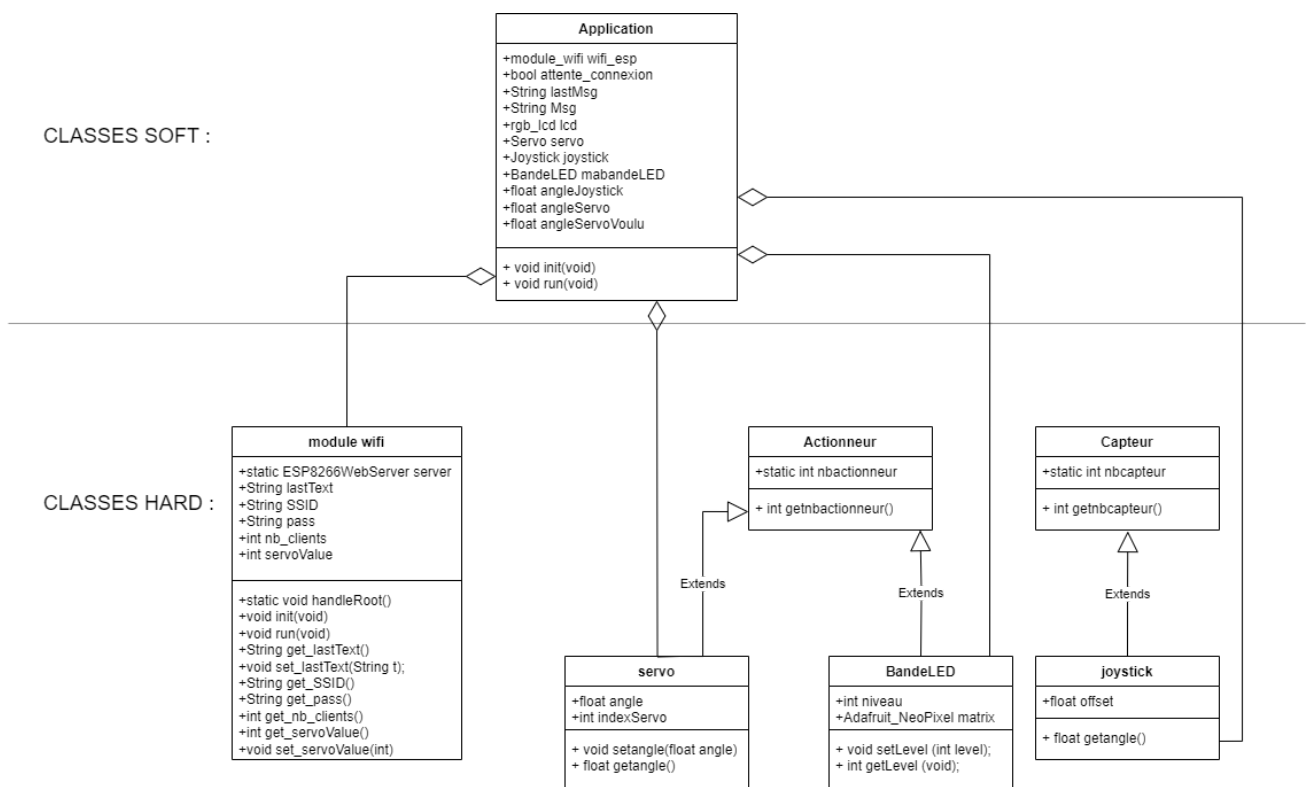 Application
+module_wifi wifi_esp
+bool attente_connexion
+String lastMsg
+String Msg
+rgb_lcd lcd
+Servo servo
+Joystick joystick
+BandeLED mabandeLED
+float angleJoystick
+float angleServo
+float angleServoVoulu
+ void init(void)
+ void run(void)
CLASSES SOFT :
CLASSES HARD :
module wifi
+static ESP8266WebServer server
+String lastText
+String SSID
+String pass
+int nb_clients
+int servoValue
+static void handleRoot()
+void init(void)
+void run(void)
+String get_lastText()
+void set_lastText(String t);
+String get_SSID()
+String get_pass()
+int get_nb_clients()
+int get_servoValue()
+void set_servoValue(int)
Actionneur
+static int nbactionneur
+ int getnbactionneur()
Capteur
+static int nbcapteur
+ int getnbcapteur()
Extends
Extends
Extends
servo
+float angle
+int indexServo
+ void setangle(float angle)
+ float getangle()
BandeLED
+int niveau
+Adafruit_NeoPixel matrix
+ void setLevel (int level);
+ int getLevel (void);
joystick
+float offset
+ float getangle()